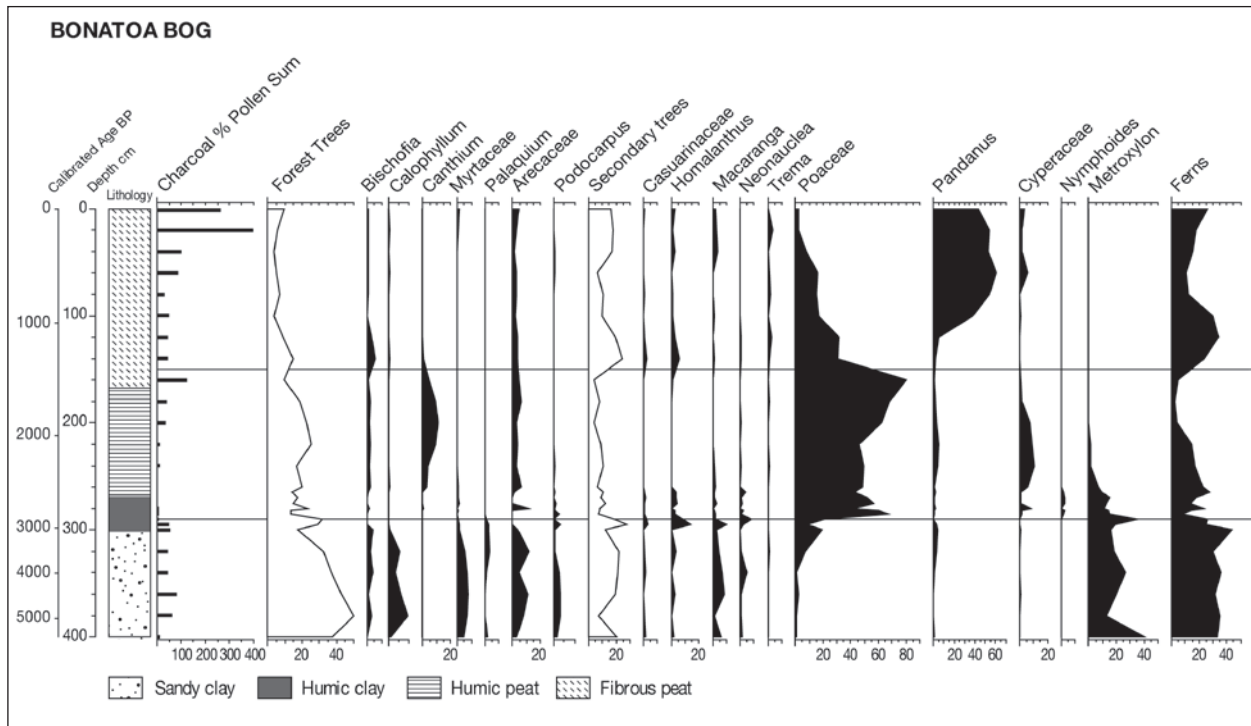 BONATOA BOG
Calibrated Age BP
Depth cm
Lithology
Charcoal % Pollen Sum
Forest Trees
Bischofia
Calophyllum
Canthium
Myrtaceae
Palaquium
Arecaceae
Podocarpus
Secondary trees
Casuarinaceae
Homalanthus
Macaranga
Neonauclea
Trema
Poaceae
Pandanus
Cyperaceae
Nymphoides
Metroxylon
Ferns
0 0
100
1000
200
2000
3000 300
4000
5000
400
100 200 300 400 20 40 20 20 20 20 20 20 40 60 80 20 40 60 20 20 40 20 40
Sandy clay Humic clay Humic peat Fibrous peat